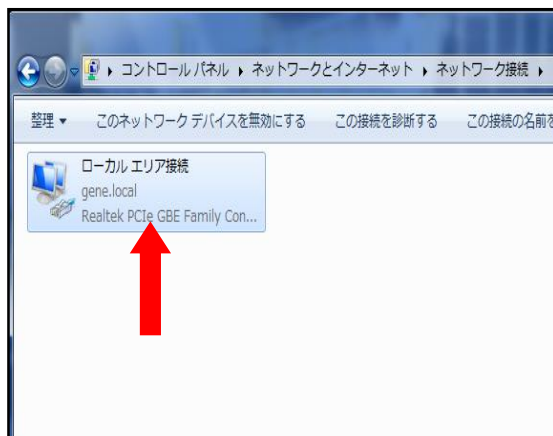 コントロール パネル ▸ ネットワークとインターネット ▸ ネットワーク接続 ▸
整理 ▼ このネットワーク デバイスを無効にする この接続を診断する この接続の名前を
ローカル エリア接続
gene.local
Realtek PCIe GBE Family Con...